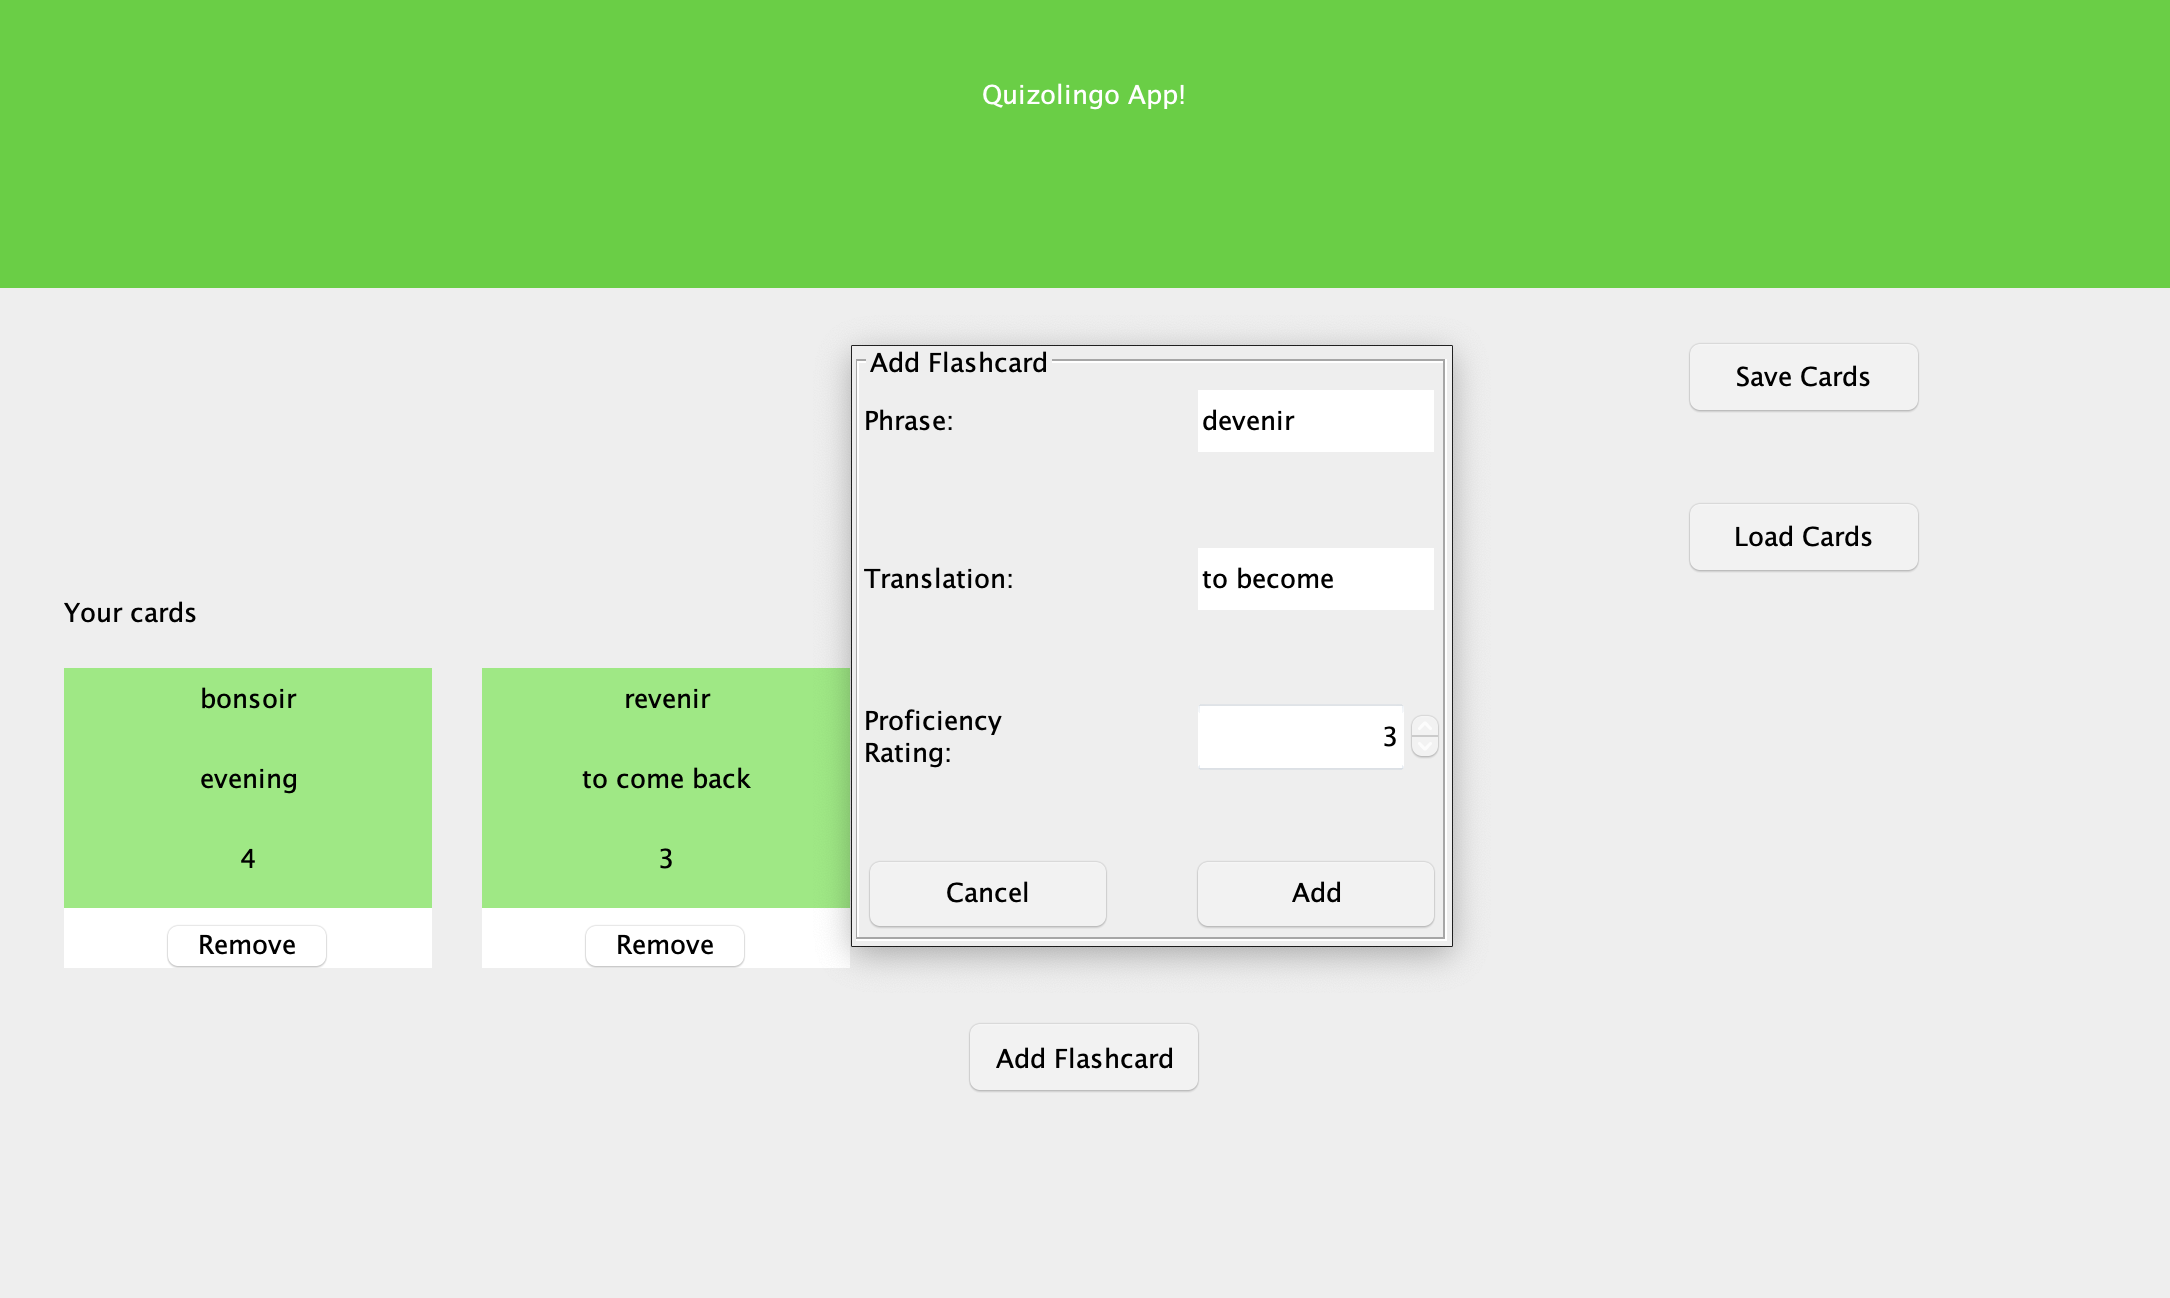 Quizolingo App!
Add Flashcard
Phrase:
devenir
Translation:
to become
Proficiency
Rating:
3
Cancel
Add
Save Cards
Load Cards
Your cards
bonsoir
evening
4
Remove
revenir
to come back
3
Remove
Add Flashcard